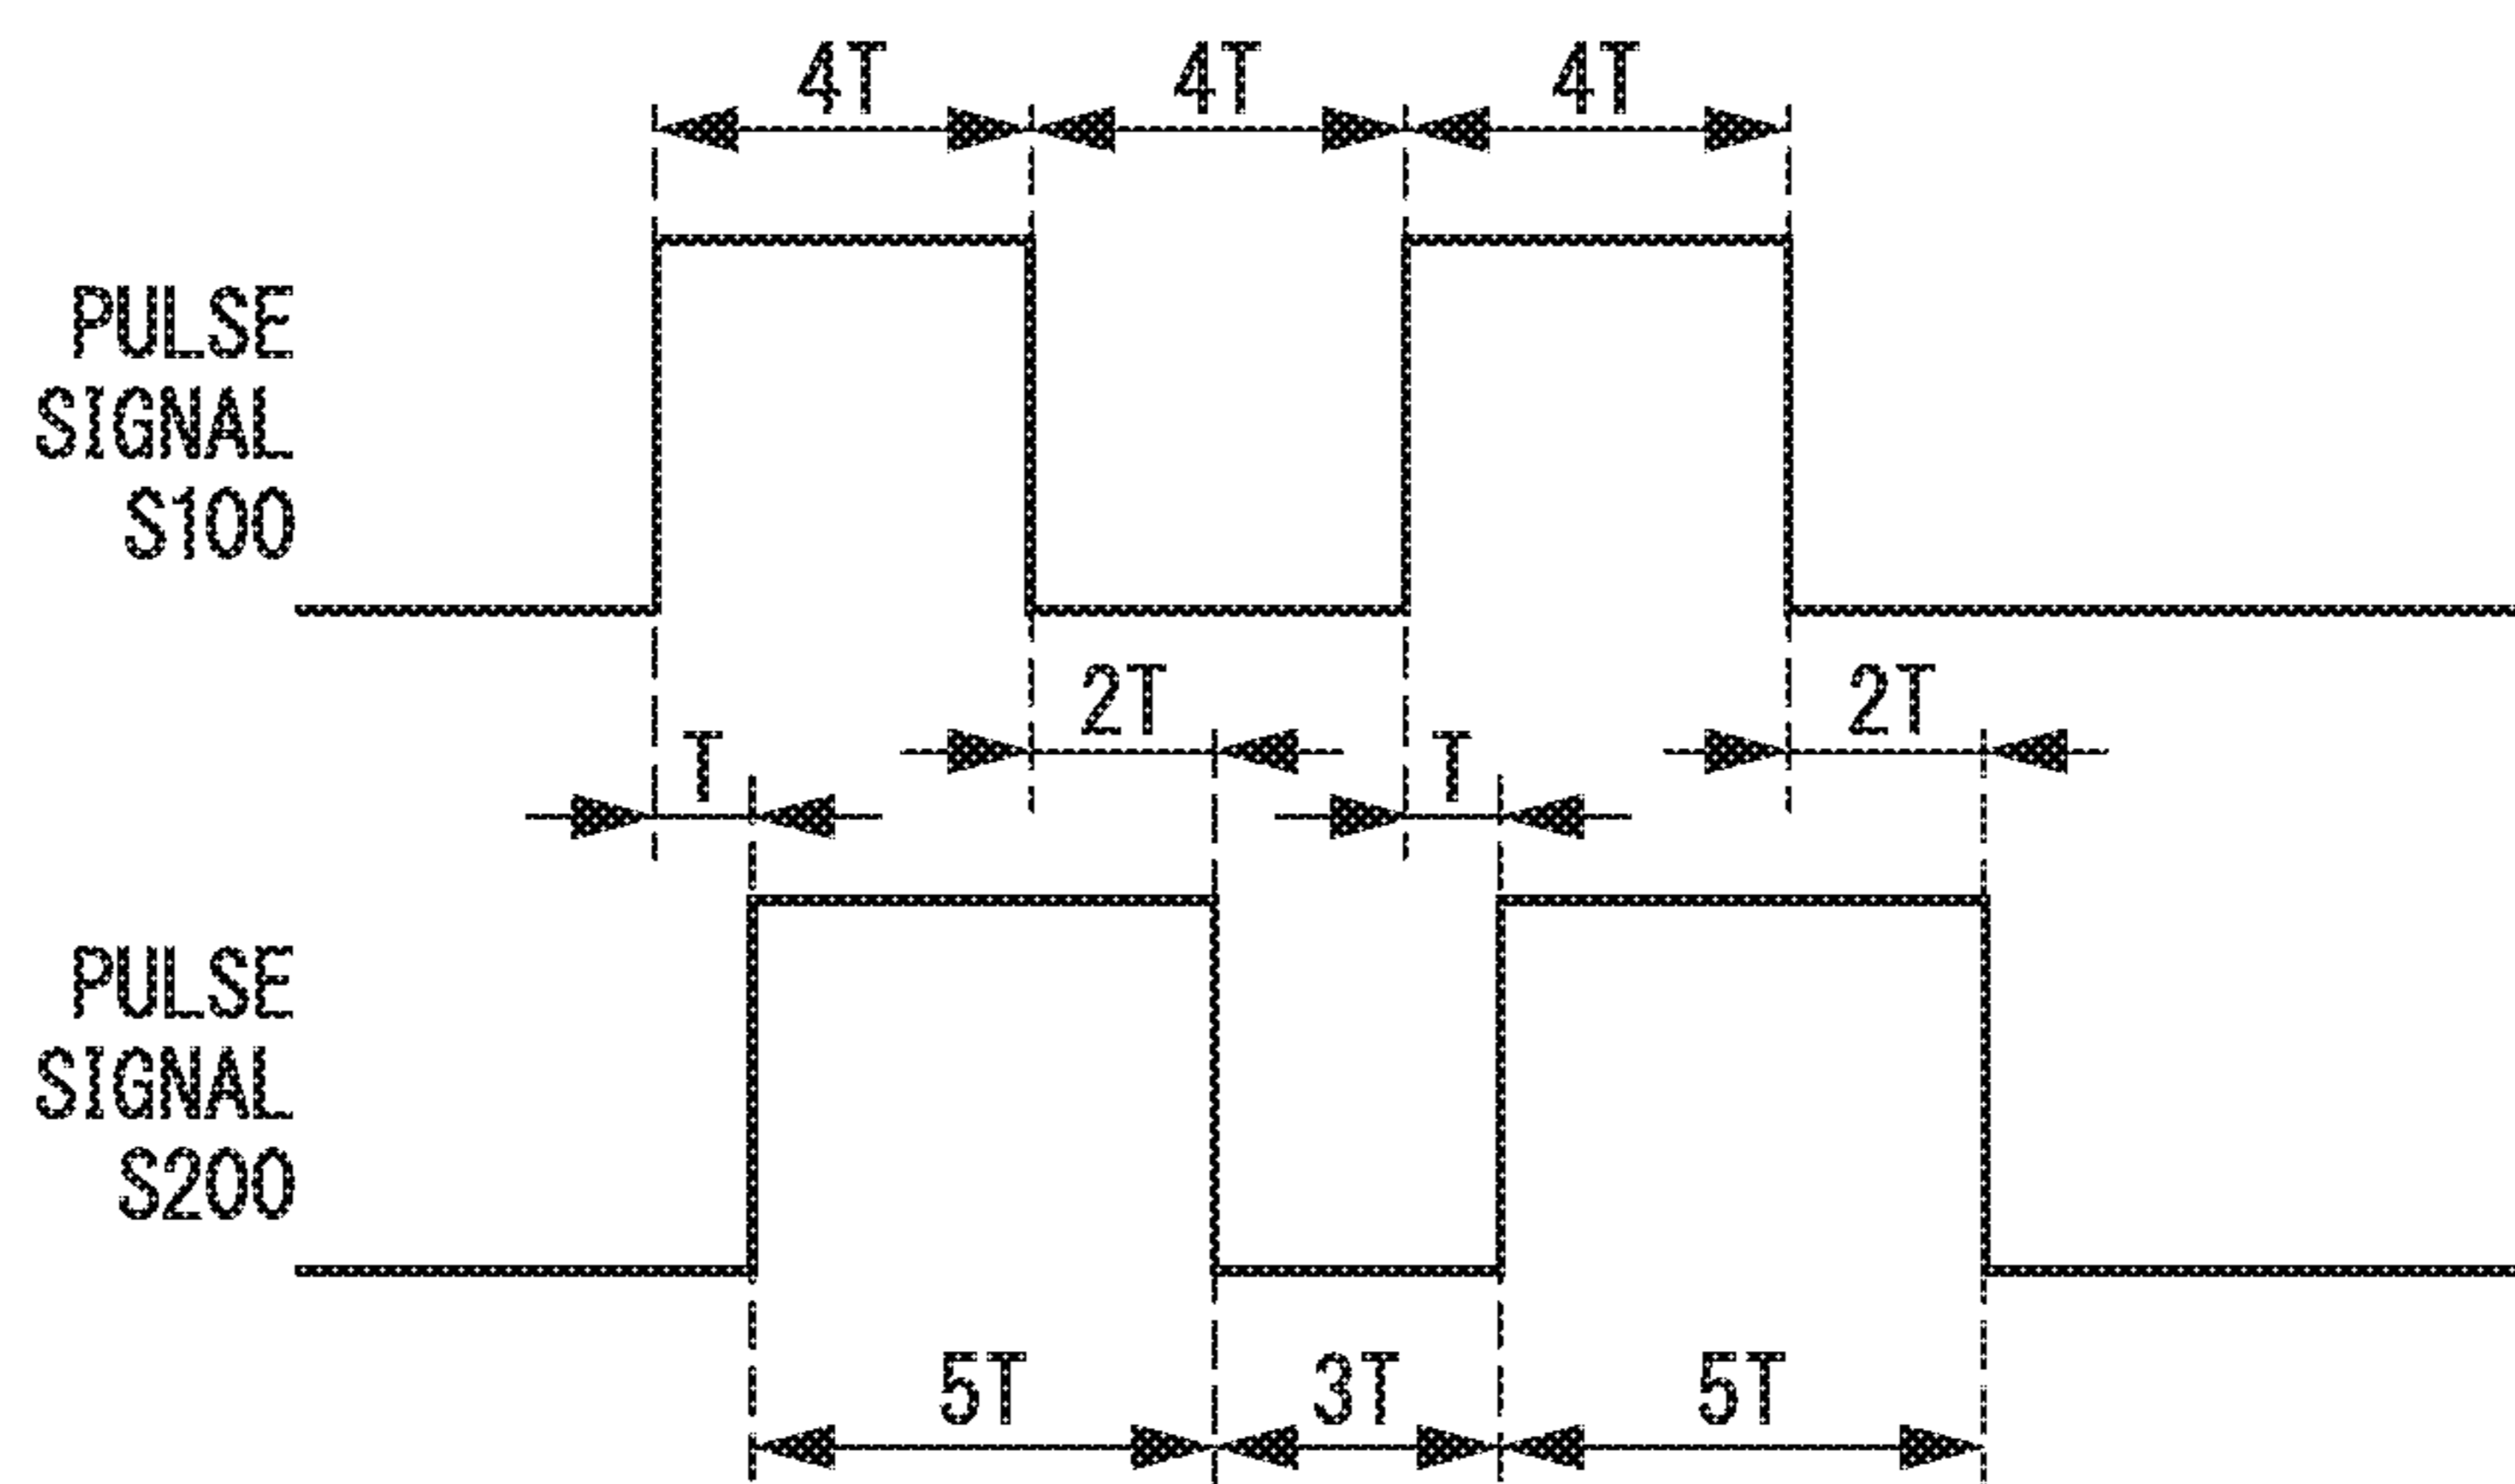 4T 4T 4T
PULSE
SIGNAL
S100
2T 2T
T T
PULSE
SIGNAL
S200
5T 3T 5T